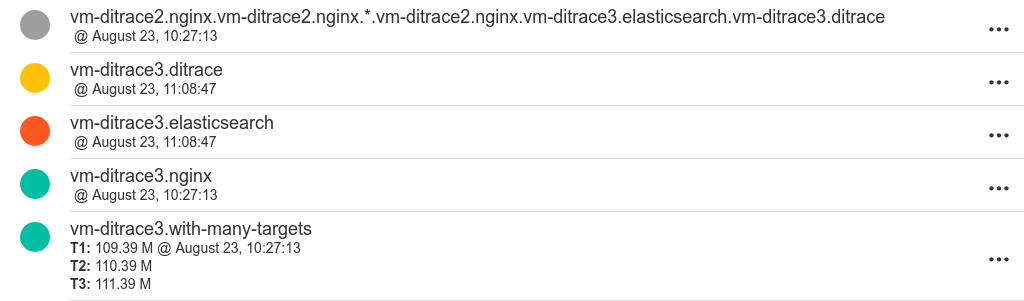 vm-ditrace2.nginx.vm-ditrace2.nginx.*.vm-ditrace2.nginx.vm-ditrace3.elasticsearch.vm-ditrace3.ditrace
@ August 23, 10:27:13
vm-ditrace3.ditrace
@ August 23, 11:08:47
vm-ditrace3.elasticsearch
@ August 23, 11:08:47
vm-ditrace3.nginx
@ August 23, 10:27:13
vm-ditrace3.with-many-targets
T1: 109.39 M @ August 23, 10:27:13
T2: 110.39 M
T3: 111.39 M